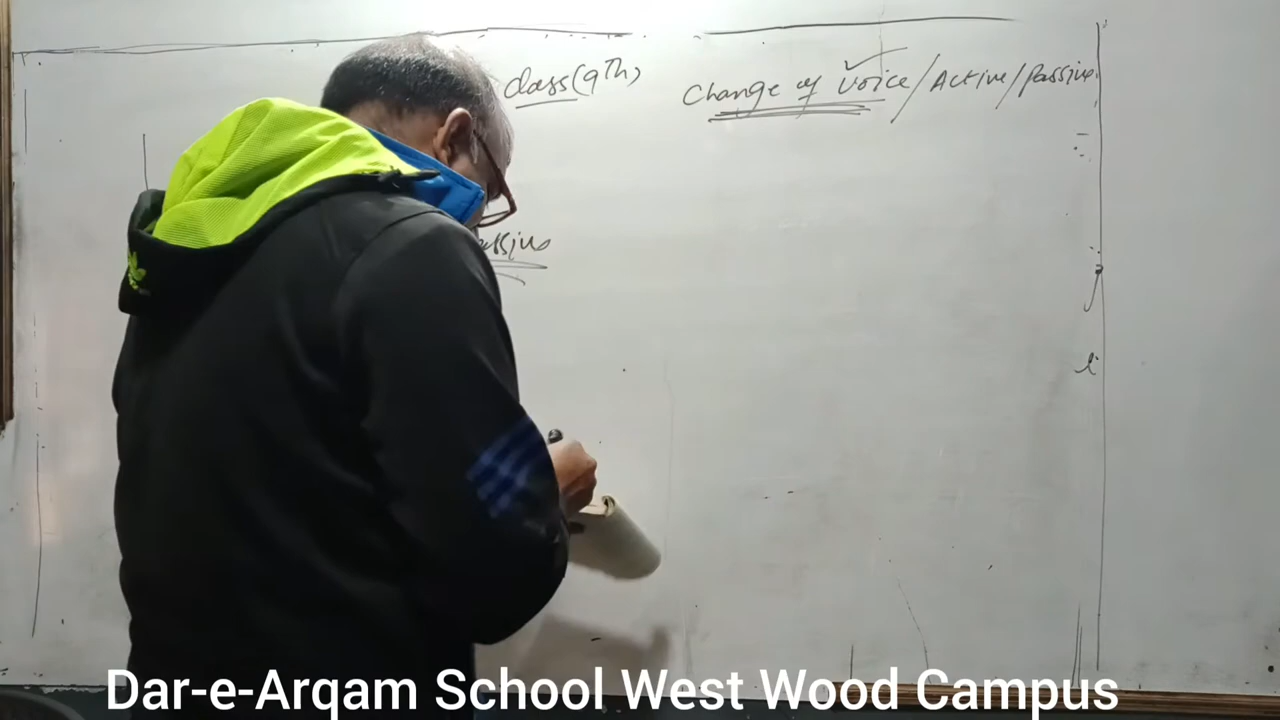 class (9Th)
Change of Voice / Active / Passive
Dar-e-Arqam School West Wood Campus